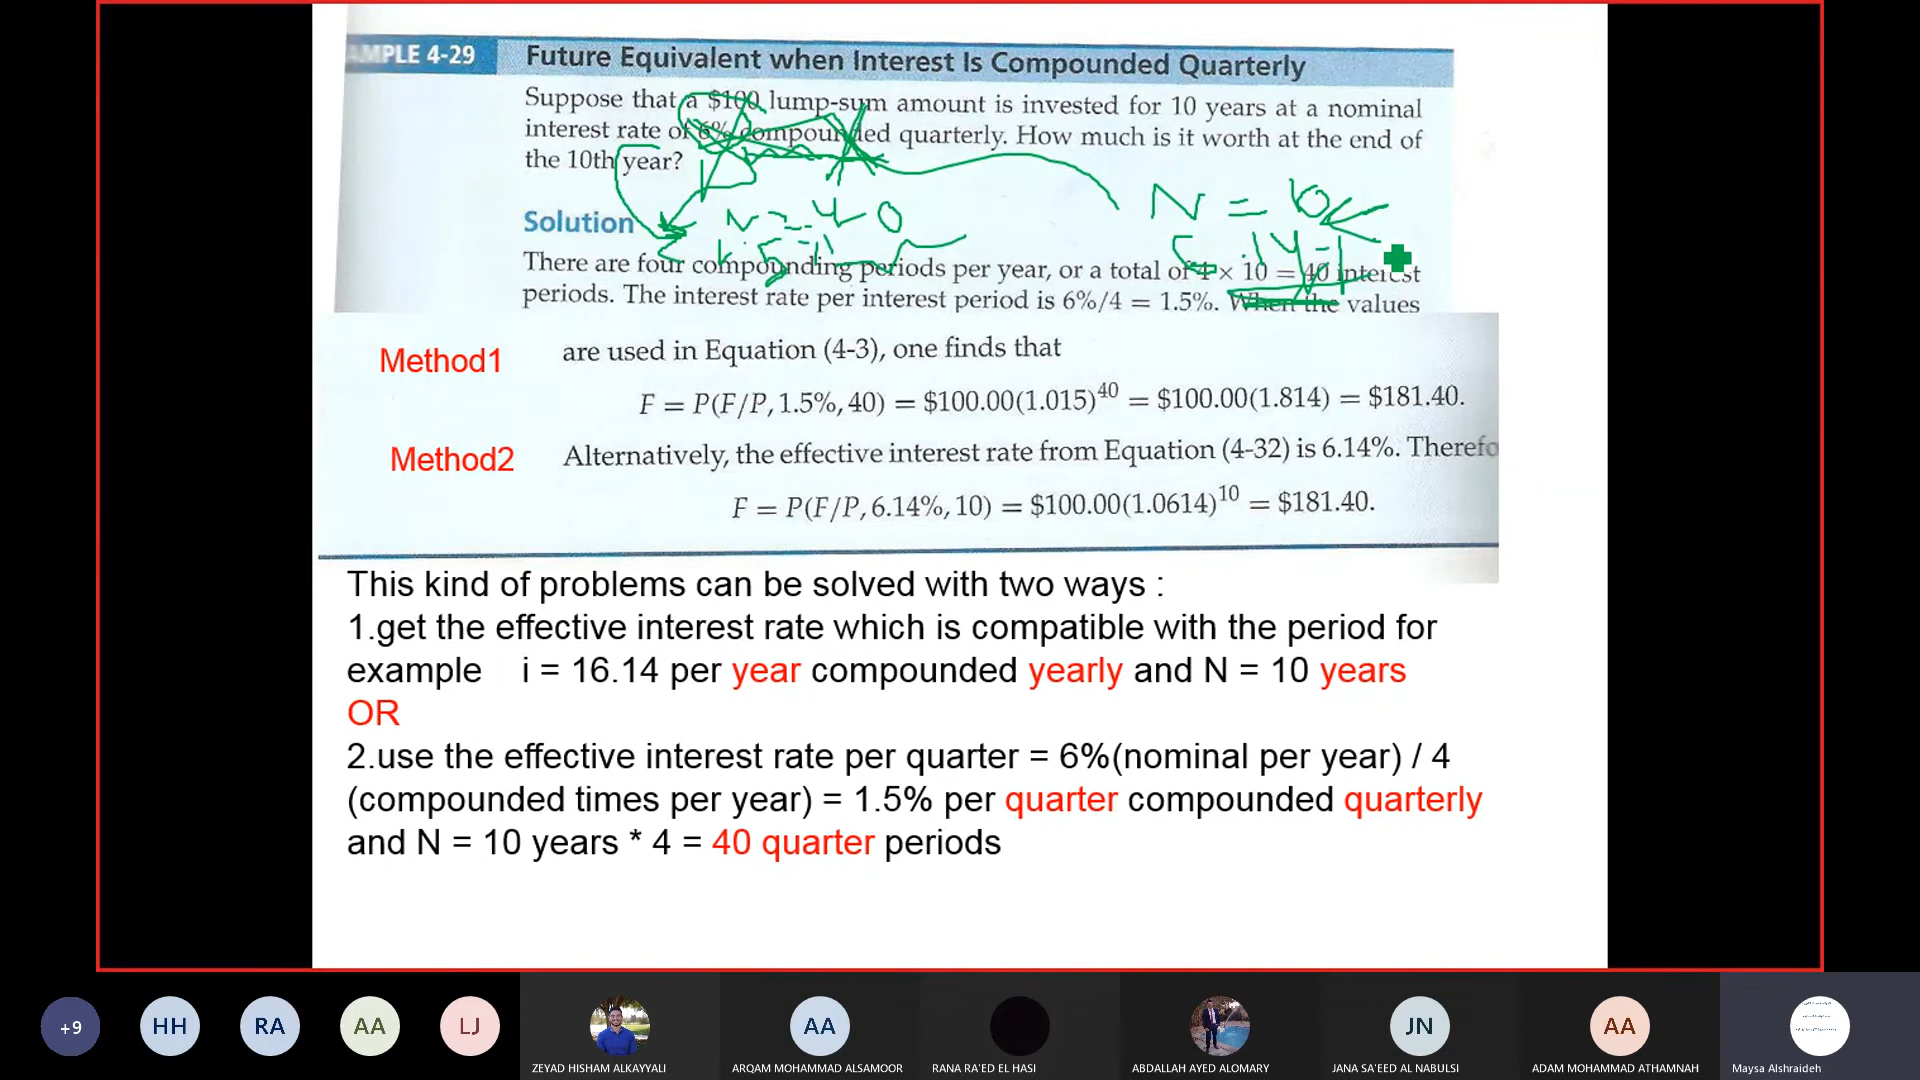 MPLE 4-29 Future Equivalent when Interest Is Compounded Quarterly
Suppose that a $100 lump-sum amount is invested for 10 years at a nominal
interest rate of 6% compounded quarterly. How much is it worth at the end of
the 10th year?
N = 10
N = 40
Solution
There are four compounding periods per year, or a total of 4 × 10 = 40 interest
periods. The interest rate per interest period is 6%/4 = 1.5%. When the values
Method1 are used in Equation (4-3), one finds that
F = P(F/P, 1.5%, 40) = $100.00(1.015)^40 = $100.00(1.814) = $181.40.
Method2 Alternatively, the effective interest rate from Equation (4-32) is 6.14%. Therefo
F = P(F/P, 6.14%, 10) = $100.00(1.0614)^10 = $181.40.
This kind of problems can be solved with two ways :
1.get the effective interest rate which is compatible with the period for
example i = 16.14 per year compounded yearly and N = 10 years
OR
2.use the effective interest rate per quarter = 6%(nominal per year) / 4
(compounded times per year) = 1.5% per quarter compounded quarterly
and N = 10 years * 4 = 40 quarter periods
+9 HH RA AA LJ AA JN AA
ZEYAD HISHAM ALKAYYALI ARQAM MOHAMMAD ALSAMOOR RANA RA'ED EL HASI ABDALLAH AYED ALOMARY JANA SA'EED AL NABULSI ADAM MOHAMMAD ATHAMNAH Maysa Alshraideh